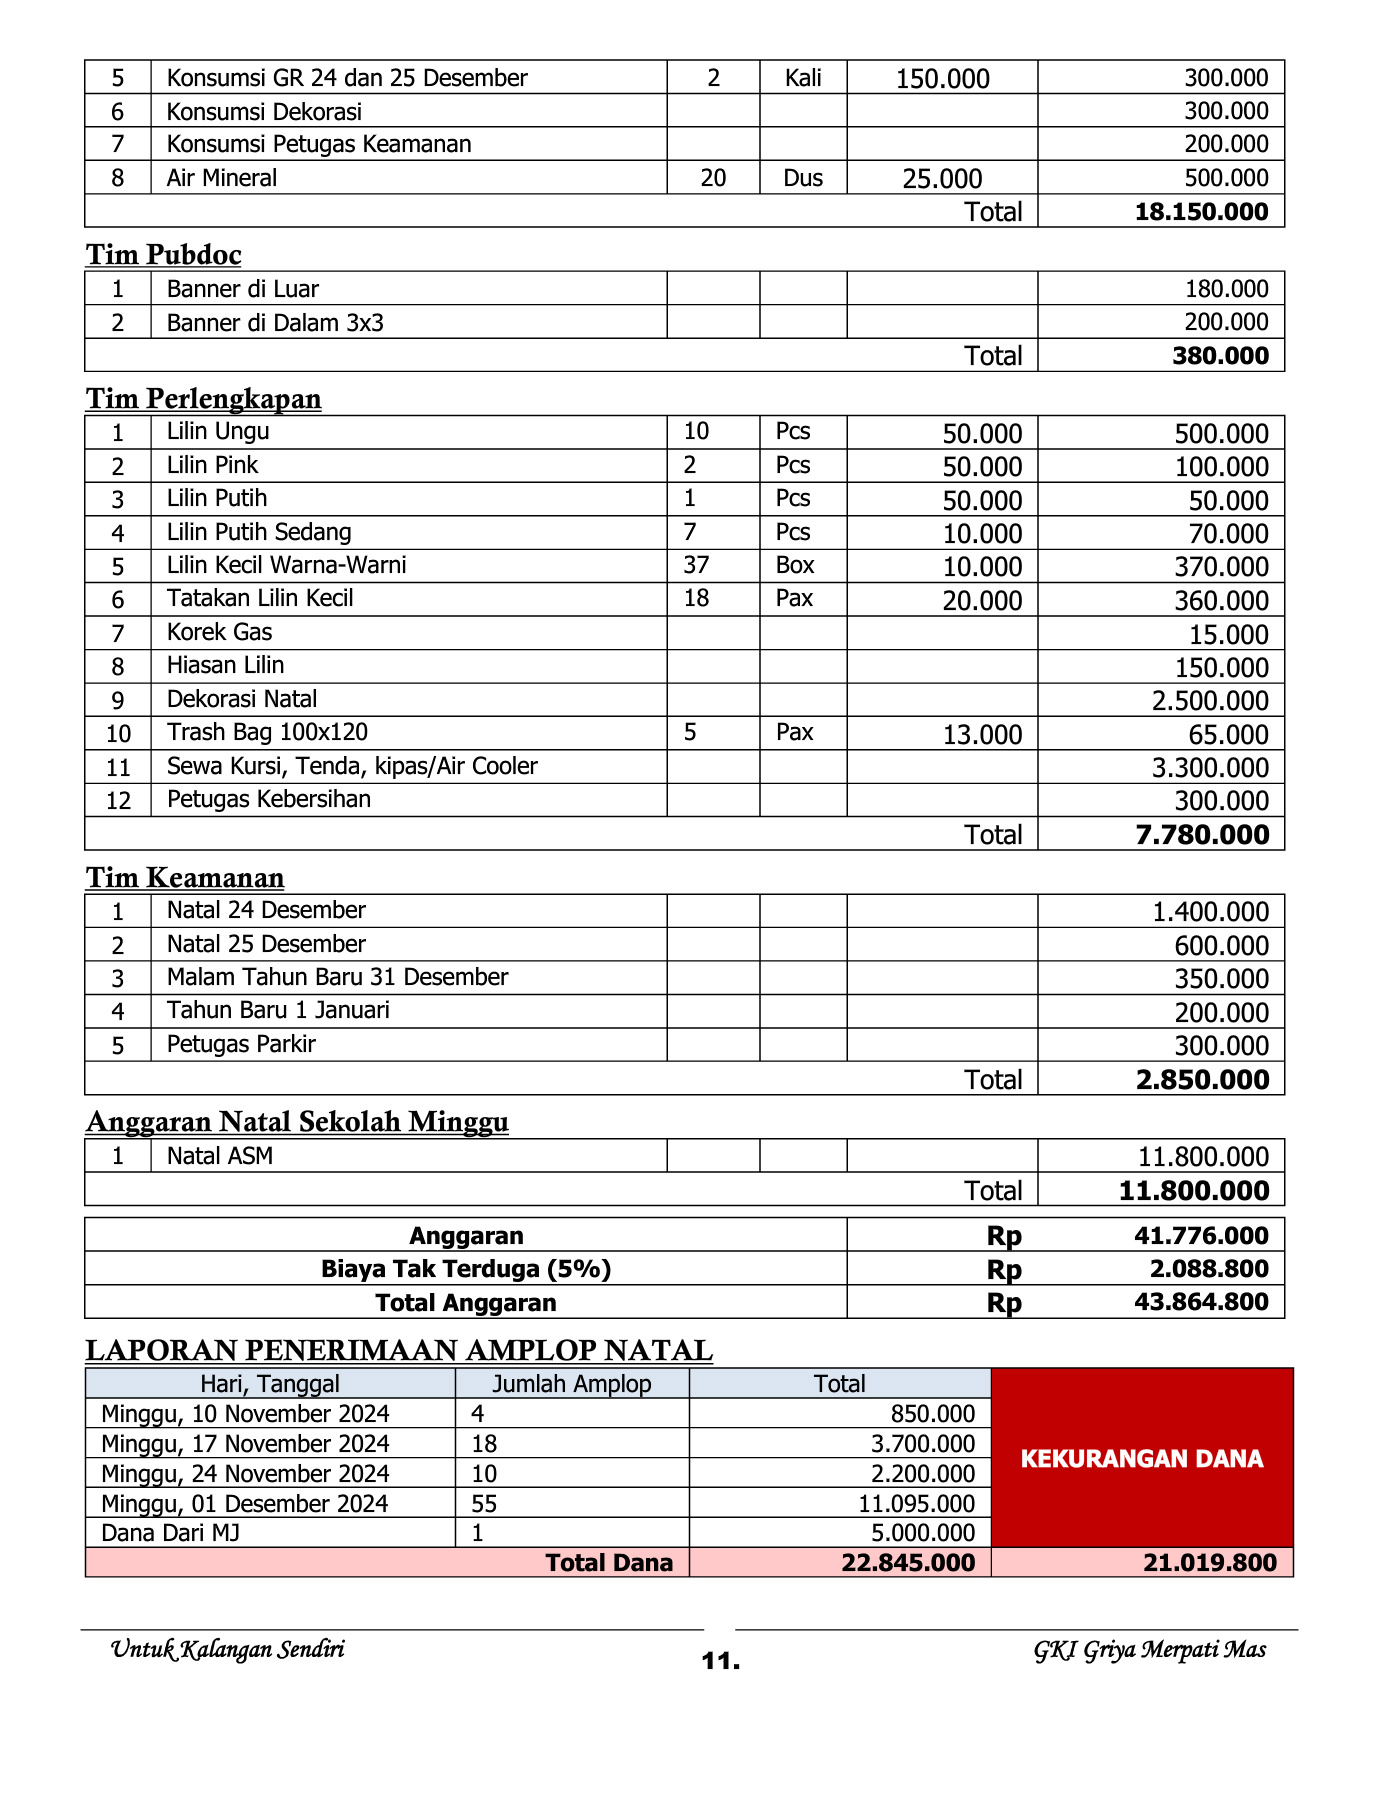 5 Konsumsi GR 24 dan 25 Desember 2 Kali 150.000 300.000
6 Konsumsi Dekorasi 300.000
7 Konsumsi Petugas Keamanan 200.000
8 Air Mineral 20 Dus 25.000 500.000
Total 18.150.000
Tim Pubdoc
1 Banner di Luar 180.000
2 Banner di Dalam 3x3 200.000
Total 380.000
Tim Perlengkapan
1 Lilin Ungu 10 Pcs 50.000 500.000
2 Lilin Pink 2 Pcs 50.000 100.000
3 Lilin Putih 1 Pcs 50.000 50.000
4 Lilin Putih Sedang 7 Pcs 10.000 70.000
5 Lilin Kecil Warna-Warni 37 Box 10.000 370.000
6 Tatakan Lilin Kecil 18 Pax 20.000 360.000
7 Korek Gas 15.000
8 Hiasan Lilin 150.000
9 Dekorasi Natal 2.500.000
10 Trash Bag 100x120 5 Pax 13.000 65.000
11 Sewa Kursi, Tenda, kipas/Air Cooler 3.300.000
12 Petugas Kebersihan 300.000
Total 7.780.000
Tim Keamanan
1 Natal 24 Desember 1.400.000
2 Natal 25 Desember 600.000
3 Malam Tahun Baru 31 Desember 350.000
4 Tahun Baru 1 Januari 200.000
5 Petugas Parkir 300.000
Total 2.850.000
Anggaran Natal Sekolah Minggu
1 Natal ASM 11.800.000
Total 11.800.000
Anggaran Rp 41.776.000
Biaya Tak Terduga (5%) Rp 2.088.800
Total Anggaran Rp 43.864.800
LAPORAN PENERIMAAN AMPLOP NATAL
Hari, Tanggal Jumlah Amplop Total
Minggu, 10 November 2024 4 850.000
Minggu, 17 November 2024 18 3.700.000
KEKURANGAN DANA
Minggu, 24 November 2024 10 2.200.000
Minggu, 01 Desember 2024 55 11.095.000
Dana Dari MJ 1 5.000.000
Total Dana 22.845.000 21.019.800
Untuk Kalangan Sendiri 11. GKI Griya Merpati Mas